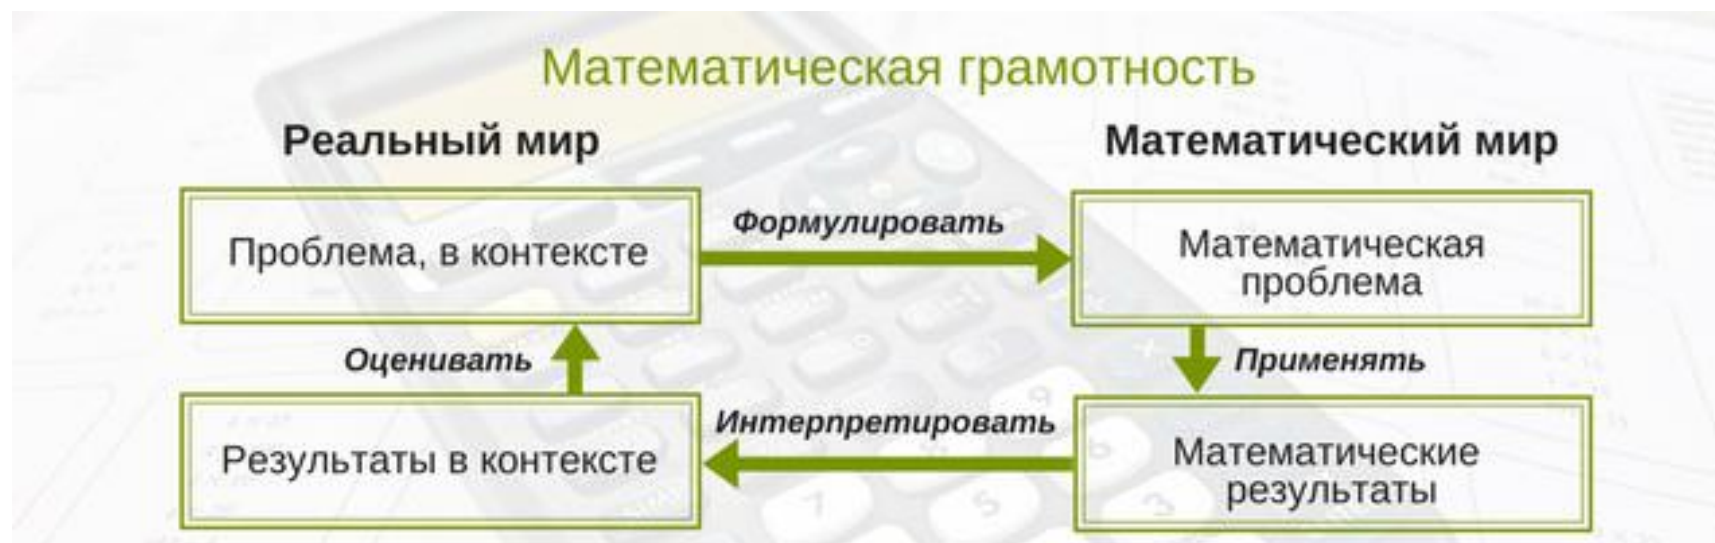 Математическая грамотность
Реальный мир
Математический мир
Проблема, в контексте
Формулировать
Математическая
проблема
Оценивать
Применять
Результаты в контексте
Интерпретировать
Математические
результаты